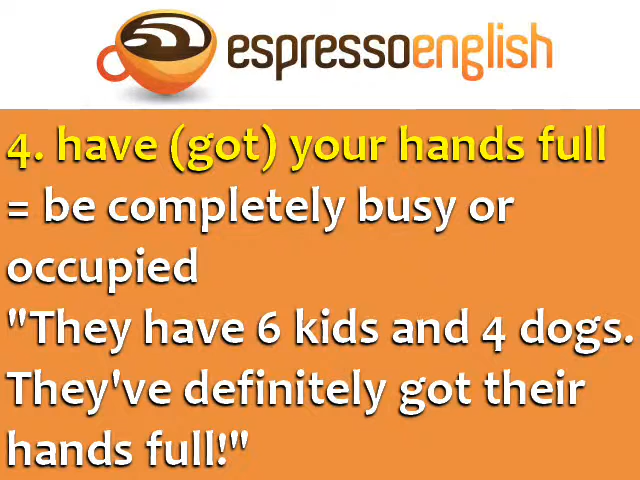 espressoenglish
4. have (got) your hands full
= be completely busy or
occupied
"They have 6 kids and 4 dogs.
They've definitely got their
hands full!"